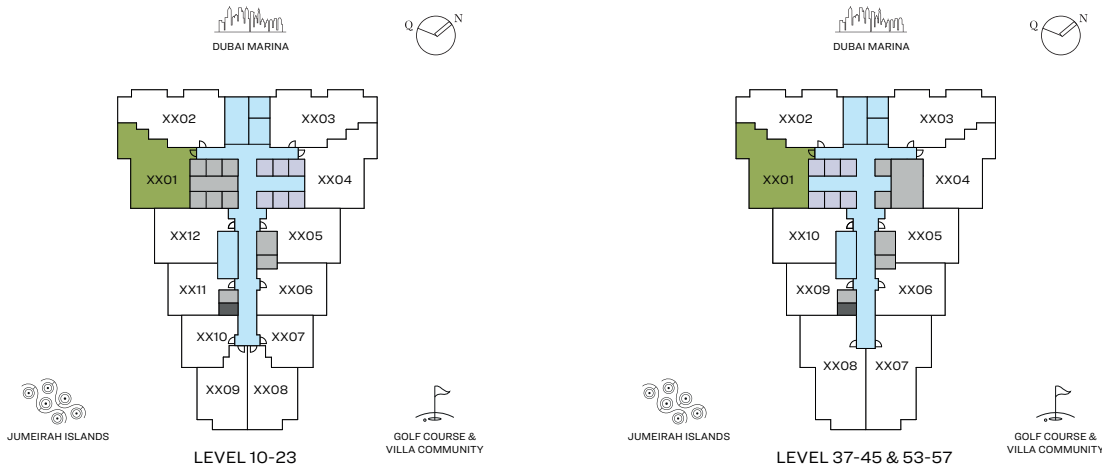 DUBAI MARINA
Q N
XX02
XX03
XX01
XX04
XX12
XX05
XX11
XX06
XX10
XX07
XX09
XX08
JUMEIRAH ISLANDS
GOLF COURSE &
VILLA COMMUNITY
LEVEL 10-23
DUBAI MARINA
Q N
XX02
XX03
XX01
XX04
XX10
XX05
XX09
XX06
XX08
XX07
JUMEIRAH ISLANDS
GOLF COURSE &
VILLA COMMUNITY
LEVEL 37-45 & 53-57